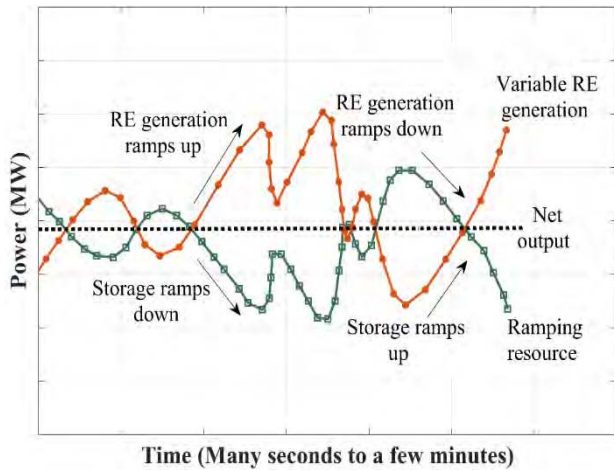 Power (MW)
RE generation
ramps up
RE generation
ramps down
Variable RE
generation
Net
output
Storage ramps
down
Storage ramps
up
Ramping
resource
Time (Many seconds to a few minutes)